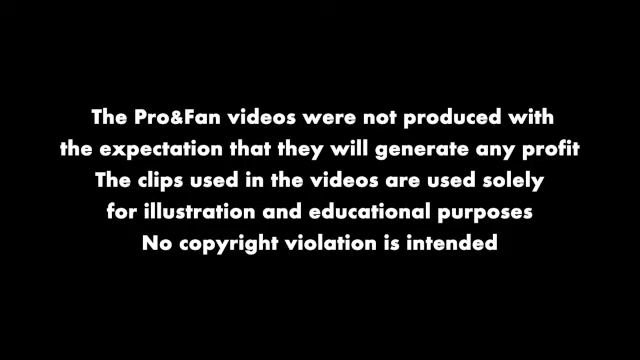 The Pro&Fan videos were not produced with
the expectation that they will generate any profit
The clips used in the videos are used solely
for illustration and educational purposes
No copyright violation is intended